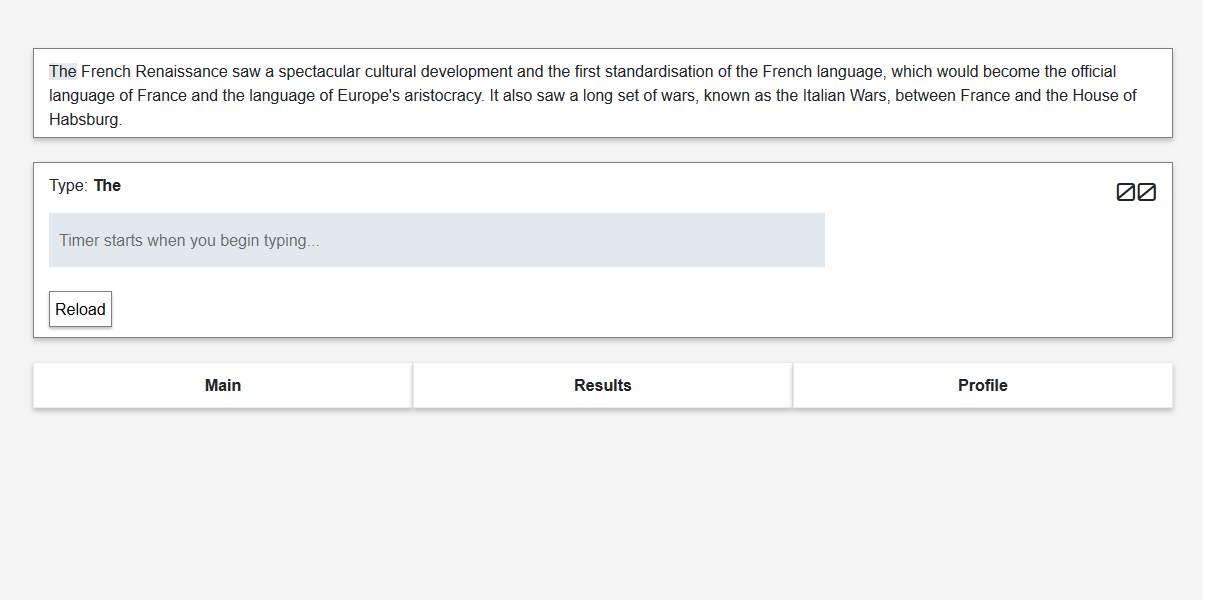 The French Renaissance saw a spectacular cultural development and the first standardisation of the French language, which would become the official
language of France and the language of Europe's aristocracy. It also saw a long set of wars, known as the Italian Wars, between France and the House of
Habsburg.
Type: The
Timer starts when you begin typing...
Reload
Main
Results
Profile